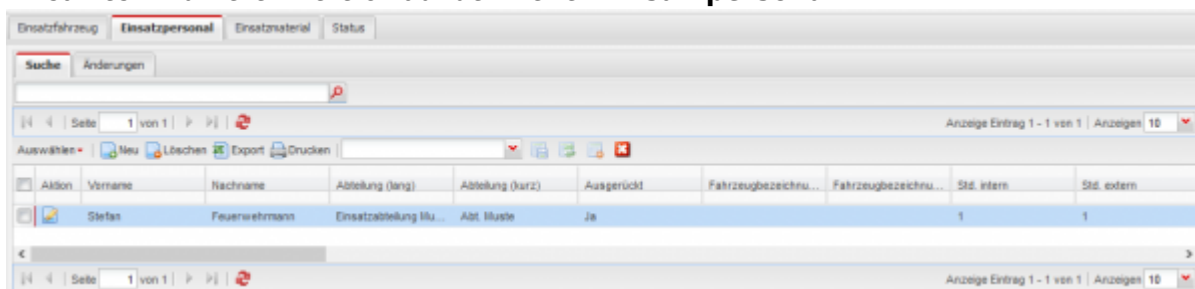 Einsatzfahrzeug Einsatzpersonal Einsatzmaterial Status
Suche Änderungen
Seite 1 von 1 Anzeige Eintrag 1 - 1 von 1 Anzeigen 10
Auswählen Neu Löschen Export Drucken
Aktion Vorname Nachname Abteilung (lang) Abteilung (kurz) Ausgerückt Fahrzeugbezeichnu... Fahrzeugbezeichnu... Std. intern Std. extern
Stefan Feuerwehrmann Einsatzabteilung Mu... Abt. Muste Ja 1 1
Seite 1 von 1 Anzeige Eintrag 1 - 1 von 1 Anzeigen 10